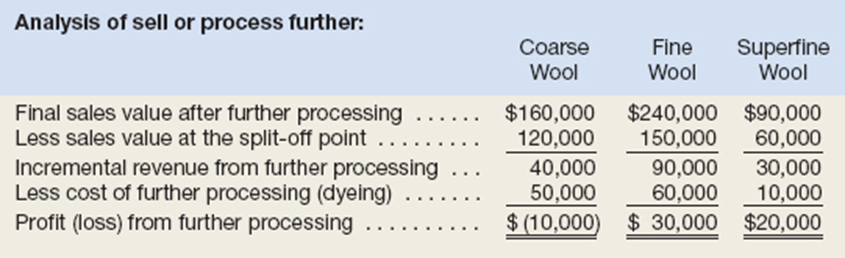 Analysis of sell or process further:
Coarse Wool Fine Wool Superfine Wool
Final sales value after further processing ...... $160,000 $240,000 $90,000
Less sales value at the split-off point ......... 120,000 150,000 60,000
Incremental revenue from further processing ... 40,000 90,000 30,000
Less cost of further processing (dyeing) ....... 50,000 60,000 10,000
Profit (loss) from further processing .......... $ (10,000) $ 30,000 $20,000